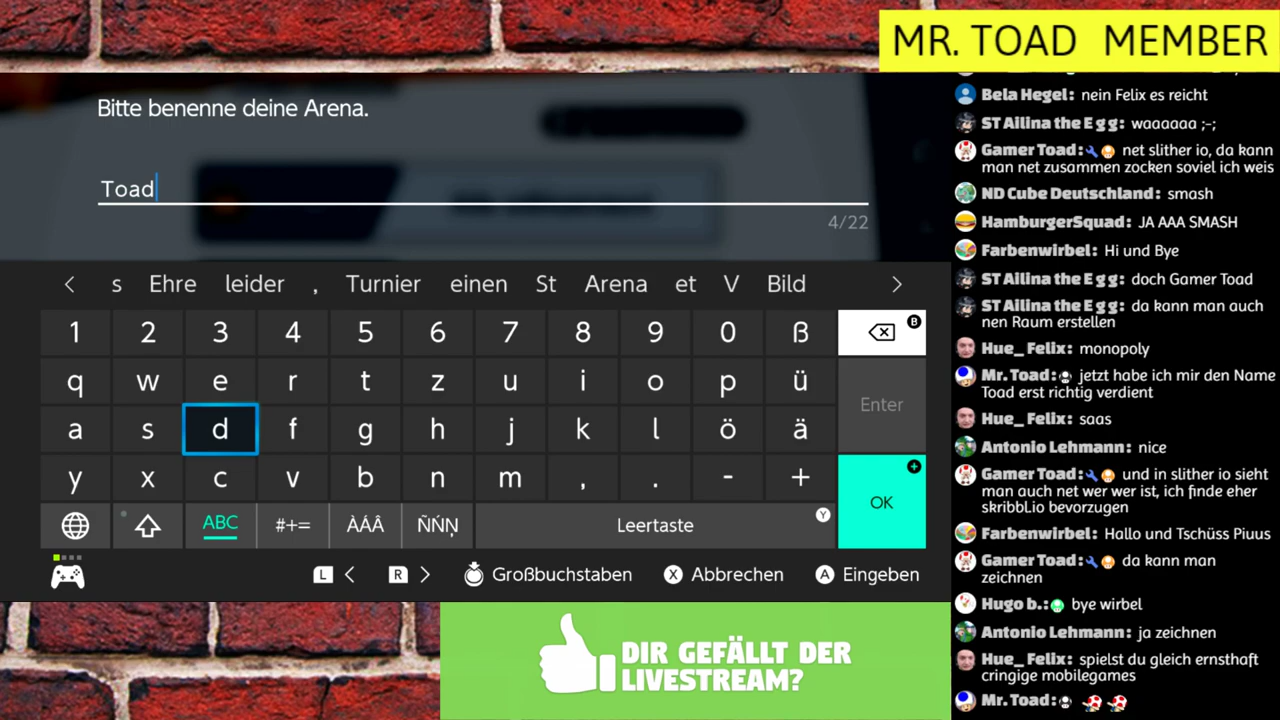 MR. TOAD MEMBER
Bitte benenne deine Arena.
Toad
4/22
s Ehre leider , Turnier einen St Arena et V Bild
1 2 3 4 5 6 7 8 9 0 ß
B
q w e r t z u i o p ü
Enter
a s d f g h j k l ö ä
y x c v b n m , . - +
+
OK
ABC #+= ÀÁÂ ÑŃŅ Leertaste
Y
L R Großbuchstaben X Abbrechen A Eingeben
DIR GEFÄLLT DER
LIVESTREAM?
Bela Hegel: nein Felix es reicht
ST Ailina the E g g: waaaaaa ;-;
Gamer Toad: net slither io, da kann
man net zusammen zocken soviel ich weis
ND Cube Deutschland: smash
HamburgerSquad: JA AAA SMASH
Farbenwirbel: Hi und Bye
ST Ailina the E g g: doch Gamer Toad
ST Ailina the E g g: da kann man auch
nen Raum erstellen
Hue_Felix: monopoly
Mr. Toad: jetzt habe ich mir den Name
Toad erst richtig verdient
Hue_Felix: saas
Antonio Lehmann: nice
Gamer Toad: und in slither io sieht
man auch net wer wer ist, ich finde eher
skribbl.io bevorzugen
Farbenwirbel: Hallo und Tschüss Piuus
Gamer Toad: da kann man
zeichnen
Hugo b.: bye wirbel
Antonio Lehmann: ja zeichnen
Hue_Felix: spielst du gleich ernsthaft
cringige mobilegames
Mr. Toad: